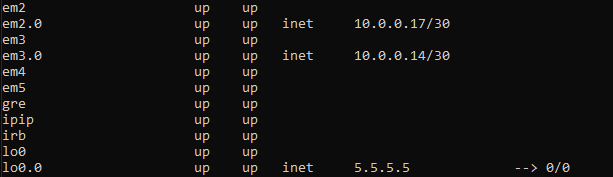 em2 up up
em2.0 up up inet 10.0.0.17/30
em3 up up
em3.0 up up inet 10.0.0.14/30
em4 up up
em5 up up
gre up up
ipip up up
irb up up
lo0 up up
lo0.0 up up inet 5.5.5.5 --> 0/0